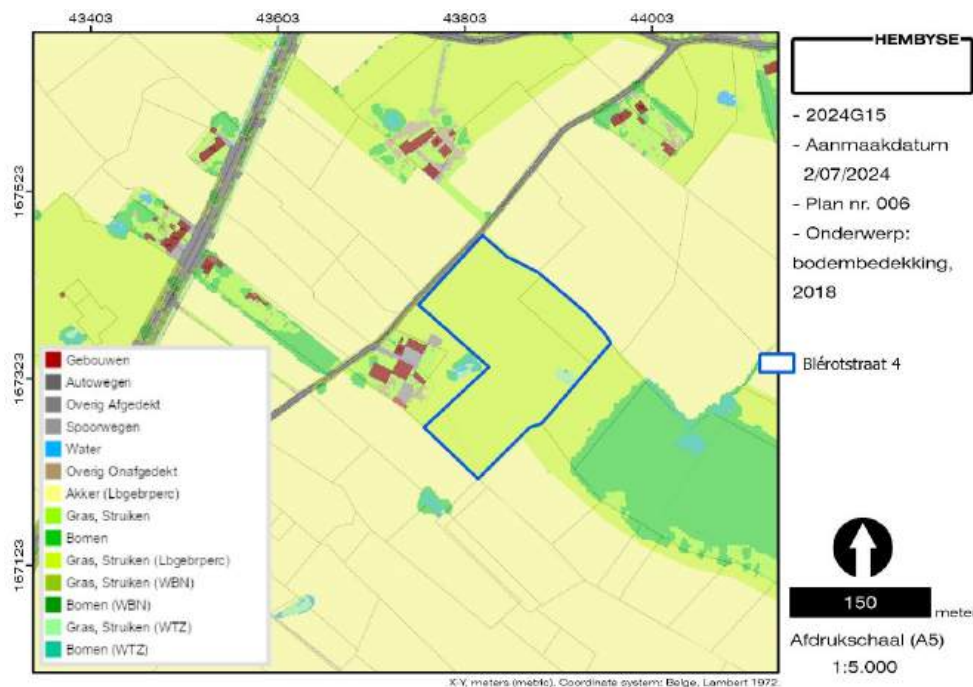 43403 43603 43803 44003
167523
167323
167123
Gebouwen
Autowegen
Overig Afgedekt
Spoorwegen
Water
Overig Onafgedekt
Akker (Lbgebrperc)
Gras, Struiken
Bomen
Gras, Struiken (Lbgebrperc)
Gras, Struiken (WBN)
Bomen (WBN)
Gras, Struiken (WTZ)
Bomen (WTZ)
X-Y, meters (metric). Coordinate system: Belge, Lambert 1972.
HEMBYSE
- 2024G15
- Aanmaakdatum
2/07/2024
- Plan nr. 006
- Onderwerp:
bodembedekking,
2018
Blérotstraat 4
150 meter
Afdrukschaal (A5)
1:5.000